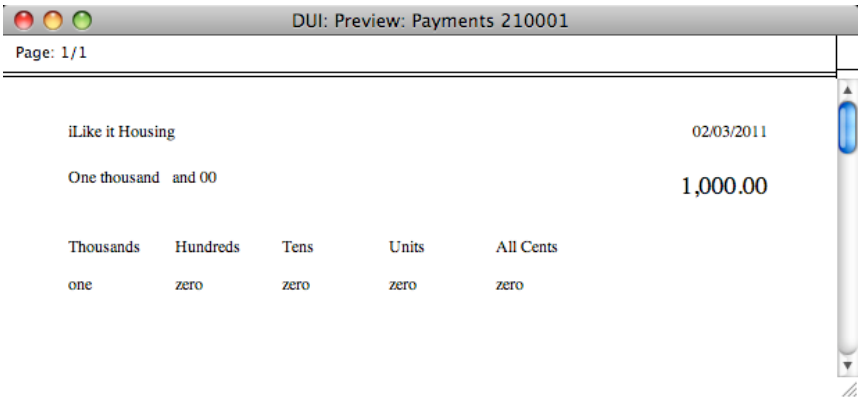 DUI: Preview: Payments 210001
Page: 1/1
iLike it Housing 02/03/2011
One thousand and 00 1,000.00
Thousands Hundreds Tens Units All Cents
one zero zero zero zero